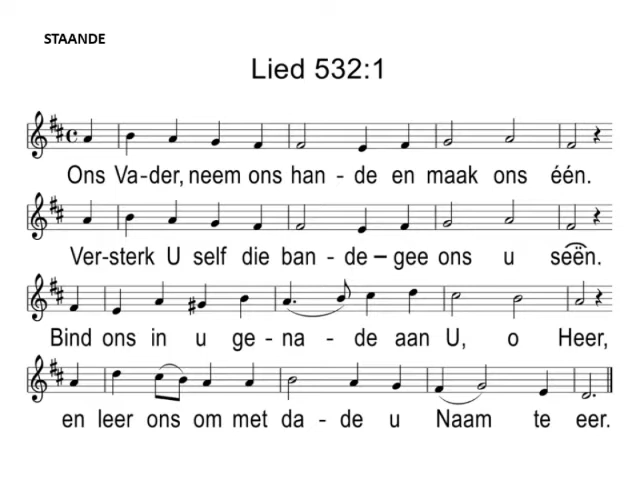 STAANDE
Lied 532:1
Ons Va-der, neem ons han - de en maak ons één.
Ver-sterk U self die ban - de – gee ons u seën.
Bind ons in u ge - na - de aan U, o Heer,
en leer ons om met da - de u Naam te eer.